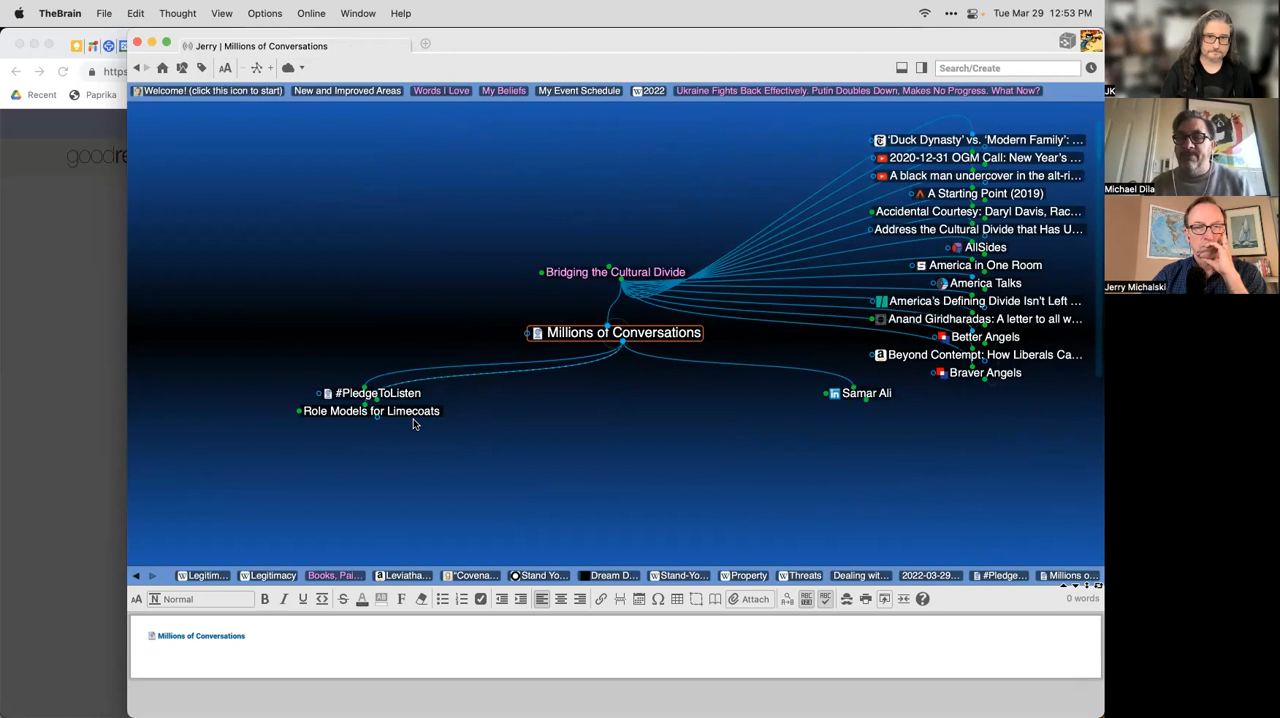 TheBrain File Edit Thought View Options Online Window Help Tue Mar 29 12:53 PM
Jerry | Millions of Conversations
https
Search/Create
Recent Paprika
Welcome! (click this icon to start) New and Improved Areas Words I Love My Beliefs My Event Schedule 2022 Ukraine Fights Back Effectively. Putin Doubles Down, Makes No Progress. What Now?
JK
goodre
'Duck Dynasty' vs. 'Modern Family': ...
2020-12-31 OGM Call: New Year's ...
A black man undercover in the alt-ri...
A Starting Point (2019)
Michael Dila
Accidental Courtesy: Daryl Davis, Rac...
Address the Cultural Divide that Has U...
AllSides
America in One Room
Bridging the Cultural Divide
America Talks
Jerry Michalski
America's Defining Divide Isn't Left ...
Anand Giridharadas: A letter to all w...
Millions of Conversations
Better Angels
Beyond Contempt: How Liberals Ca...
Braver Angels
#PledgeToListen
Samar Ali
Role Models for Limecoats
Legitim... Legitimacy Books, Pai... Leviatha... "Covena... Stand Yo... Dream D... Stand-Yo... Property Threats Dealing wit... 2022-03-29... #Pledge... Millions o...
Normal B I U S A Attach 0 words
Millions of Conversations